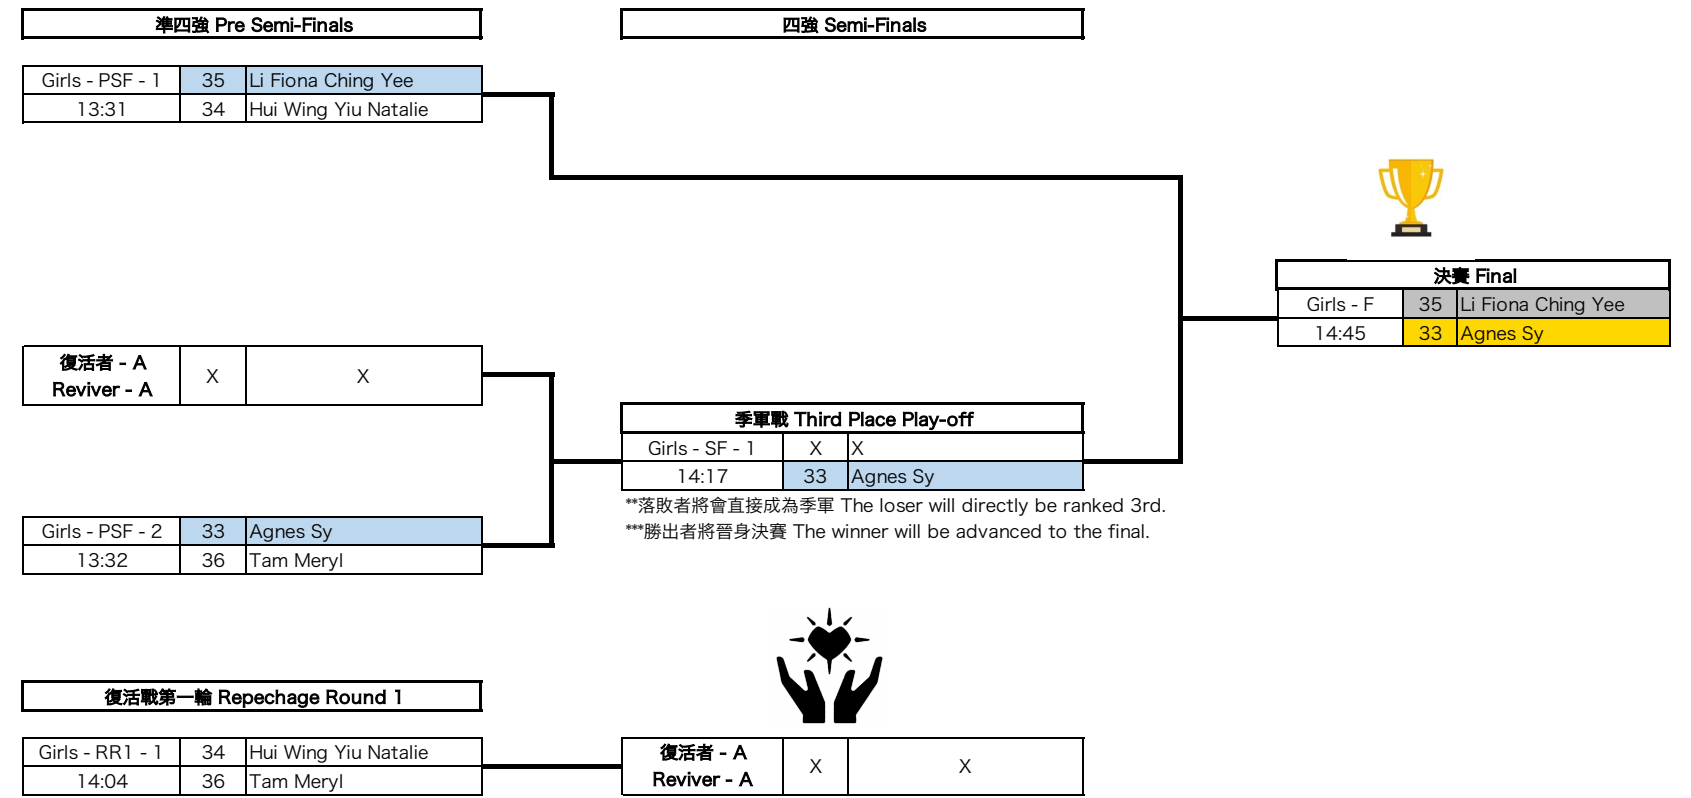 準四強 Pre Semi-Finals
四強 Semi-Finals
Girls - PSF - 1 35 Li Fiona Ching Yee
13:31 34 Hui Wing Yiu Natalie
決賽 Final
Girls - F 35 Li Fiona Ching Yee
14:45 33 Agnes Sy
復活者 - A
Reviver - A
X X
季軍戰 Third Place Play-off
Girls - SF - 1 X X
14:17 33 Agnes Sy
**落敗者將會直接成為季軍 The loser will directly be ranked 3rd.
***勝出者將晉身決賽 The winner will be advanced to the final.
Girls - PSF - 2 33 Agnes Sy
13:32 36 Tam Meryl
復活戰第一輪 Repechage Round 1
Girls - RR1 - 1 34 Hui Wing Yiu Natalie
14:04 36 Tam Meryl
復活者 - A
Reviver - A
X X